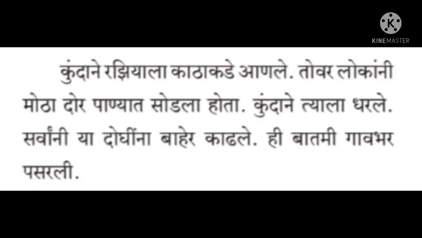 KINEMASTER
कुंदाने रझियाला काठाकडे आणले. तोवर लोकांनी
मोठा दोर पाण्यात सोडला होता. कुंदाने त्याला धरले.
सर्वांनी या दोघींना बाहेर काढले. ही बातमी गावभर
पसरली.